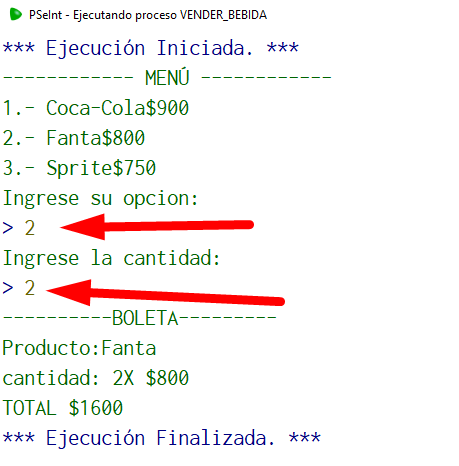 PSeInt - Ejecutando proceso VENDER_BEBIDA
*** Ejecución Iniciada. ***
------------ MENÚ ------------
1.- Coca-Cola$900
2.- Fanta$800
3.- Sprite$750
Ingrese su opcion:
> 2
Ingrese la cantidad:
> 2
----------BOLETA---------
Producto:Fanta
cantidad: 2X $800
TOTAL $1600
*** Ejecución Finalizada. ***